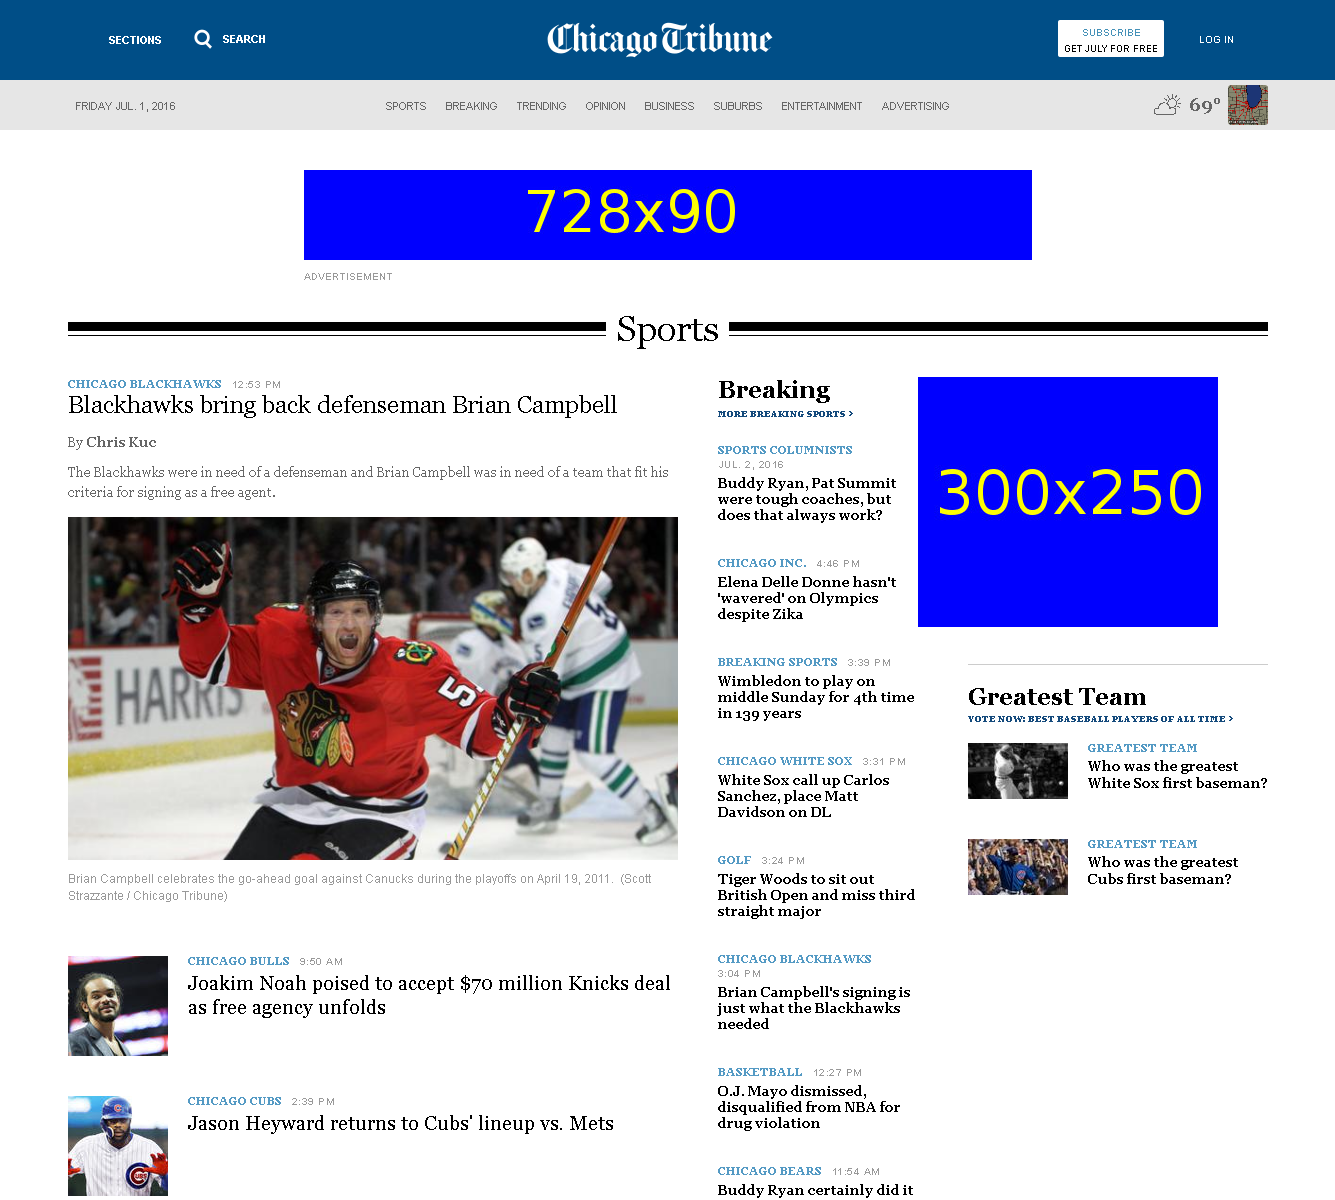 SECTIONS
SEARCH
Chicago Tribune
SUBSCRIBE
GET JULY FOR FREE
LOG IN
FRIDAY JUL. 1, 2016
SPORTS
BREAKING
TRENDING
OPINION
BUSINESS
SUBURBS
ENTERTAINMENT
ADVERTISING
69°
728x90
ADVERTISEMENT
Sports
CHICAGO BLACKHAWKS 12:53 PM
Blackhawks bring back defenseman Brian Campbell
By Chris Kuc
The Blackhawks were in need of a defenseman and Brian Campbell was in need of a team that fit his
criteria for signing as a free agent.
HARRIS
5
Brian Campbell celebrates the go-ahead goal against Canucks during the playoffs on April 19, 2011. (Scott
Strazzante / Chicago Tribune)
CHICAGO BULLS 9:50 AM
Joakim Noah poised to accept $70 million Knicks deal
as free agency unfolds
CHICAGO CUBS 2:39 PM
Jason Heyward returns to Cubs' lineup vs. Mets
Breaking
MORE BREAKING SPORTS >
SPORTS COLUMNISTS
JUL. 2, 2016
Buddy Ryan, Pat Summit
were tough coaches, but
does that always work?
CHICAGO INC. 4:46 PM
Elena Delle Donne hasn't
'wavered' on Olympics
despite Zika
BREAKING SPORTS 3:39 PM
Wimbledon to play on
middle Sunday for 4th time
in 139 years
CHICAGO WHITE SOX 3:31 PM
White Sox call up Carlos
Sanchez, place Matt
Davidson on DL
GOLF 3:24 PM
Tiger Woods to sit out
British Open and miss third
straight major
CHICAGO BLACKHAWKS
3:04 PM
Brian Campbell's signing is
just what the Blackhawks
needed
BASKETBALL 12:27 PM
O.J. Mayo dismissed,
disqualified from NBA for
drug violation
CHICAGO BEARS 11:54 AM
Buddy Ryan certainly did it
300x250
Greatest Team
VOTE NOW: BEST BASEBALL PLAYERS OF ALL TIME >
GREATEST TEAM
Who was the greatest
White Sox first baseman?
GREATEST TEAM
Who was the greatest
Cubs first baseman?